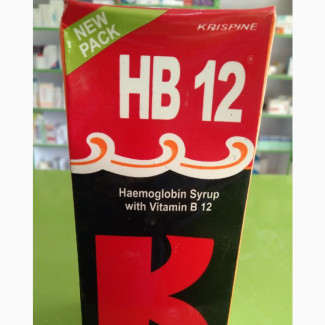 NEW
PACK
KRISPINE
HB 12
Haemoglobin Syrup
with Vitamin B 12
K